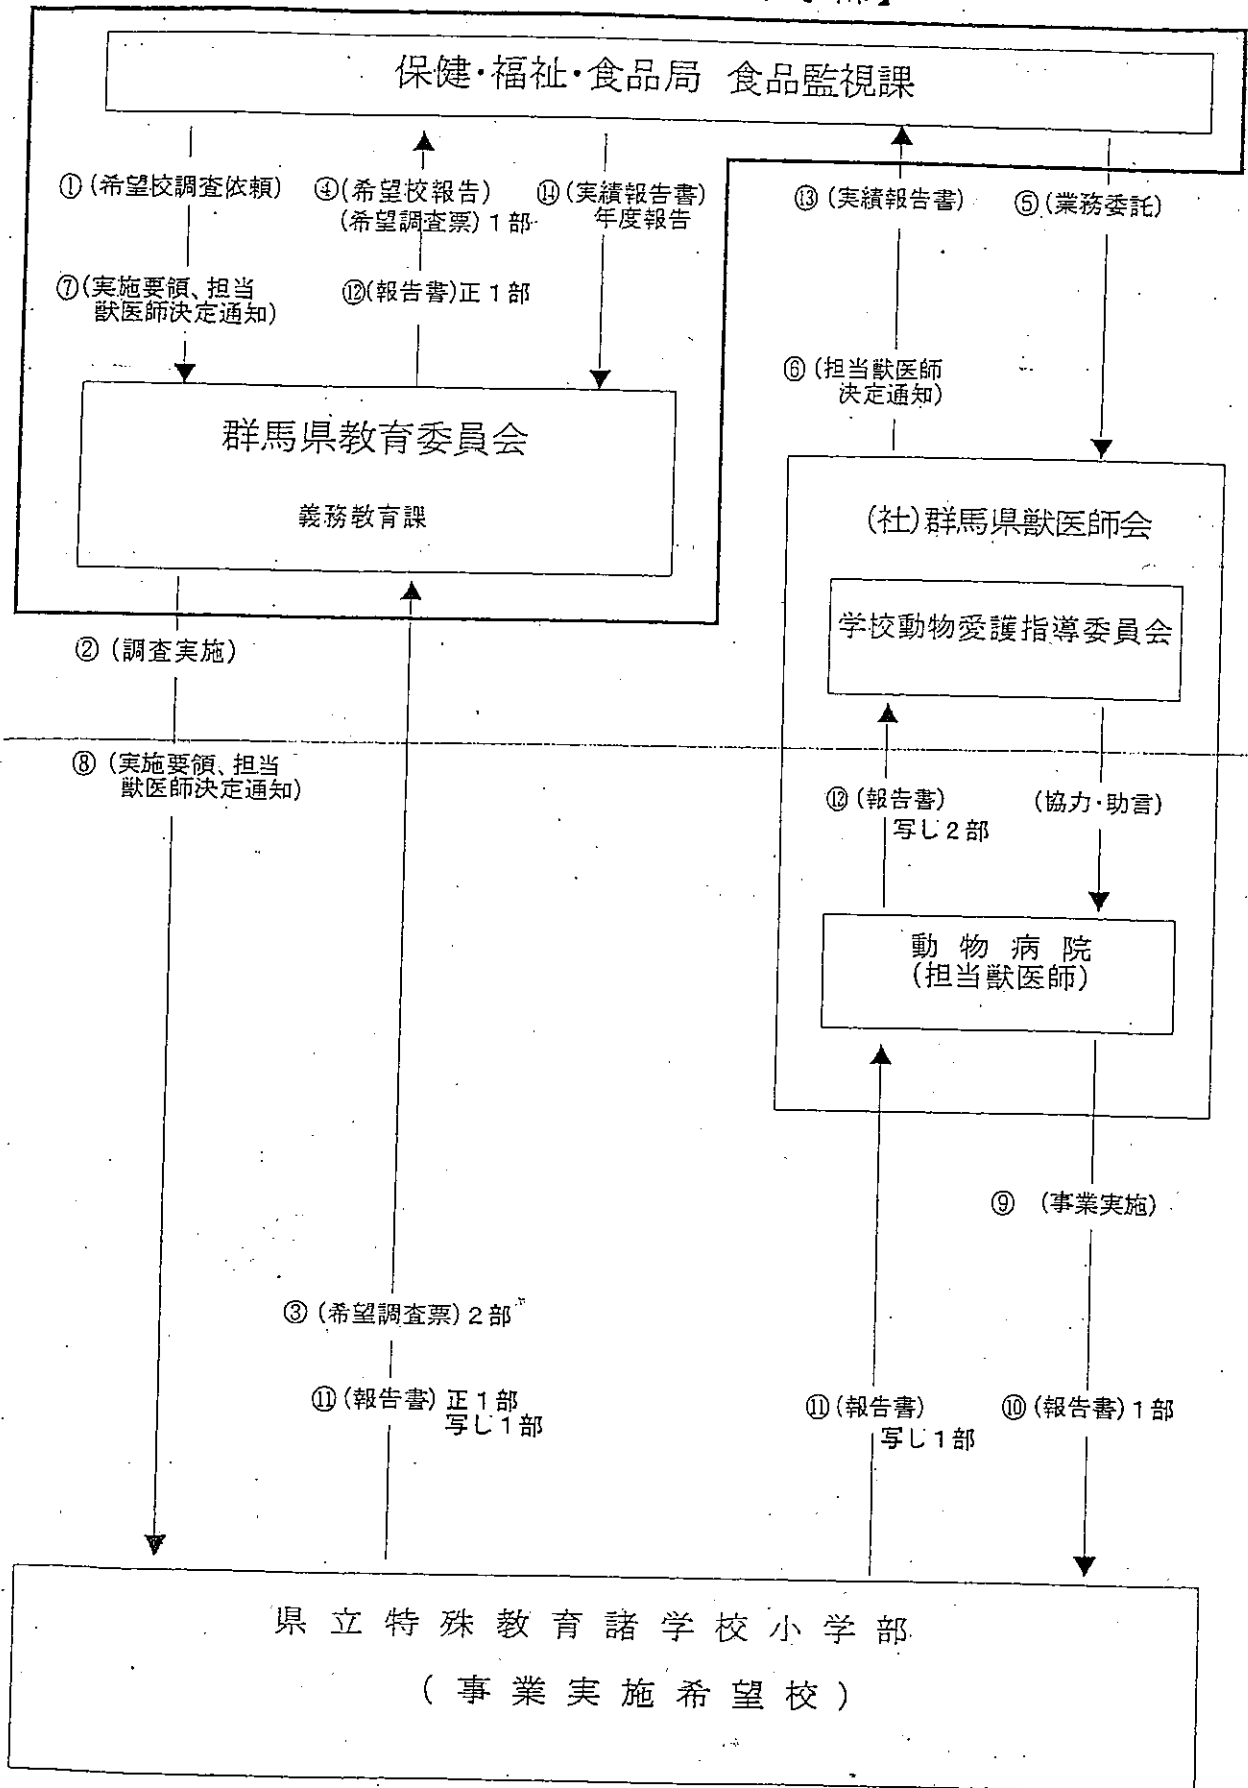 部】
保健・福祉・食品局 食品監視課
①(希望校調査依頼)
④(希望校報告)
(希望調査票)1部
⑭(実績報告書)
年度報告
⑬(実績報告書)
⑤(業務委託)
⑦(実施要領、担当
獣医師決定通知)
⑫(報告書)正1部
⑥(担当獣医師
決定通知)
群馬県教育委員会
義務教育課
(社)群馬県獣医師会
学校動物愛護指導委員会
②(調査実施)
⑧(実施要領、担当
獣医師決定通知)
⑫(報告書)
写し2部
(協力・助言)
動物病院
(担当獣医師)
⑨ (事業実施)
③(希望調査票)2部
⑪(報告書)正1部
写し1部
⑪(報告書)
写し1部
⑩(報告書)1部
県立特殊教育諸学校小学部
(事業実施希望校)